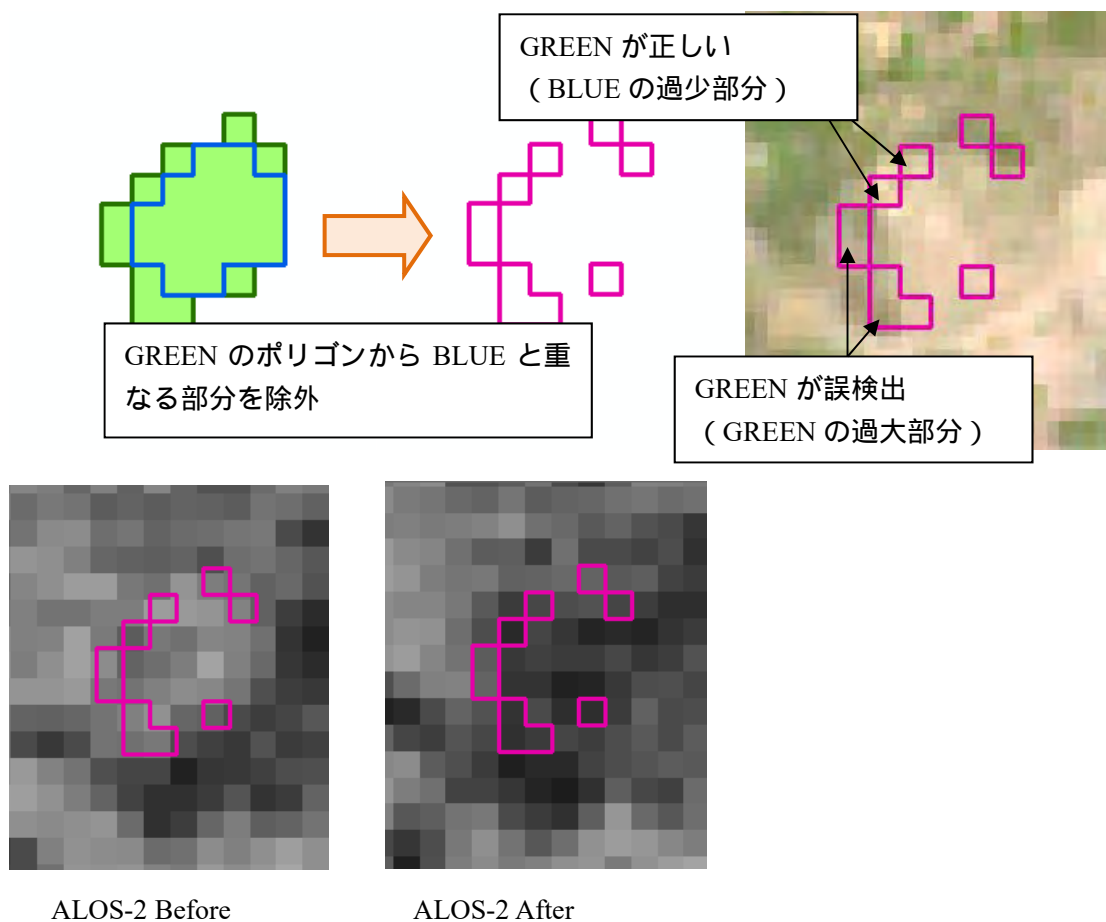 GREEN が正しい
( BLUE の過少部分 )
GREEN のポリゴンから BLUE と重
なる部分を除外
GREEN が誤検出
( GREEN の過大部分 )
ALOS-2 Before
ALOS-2 After